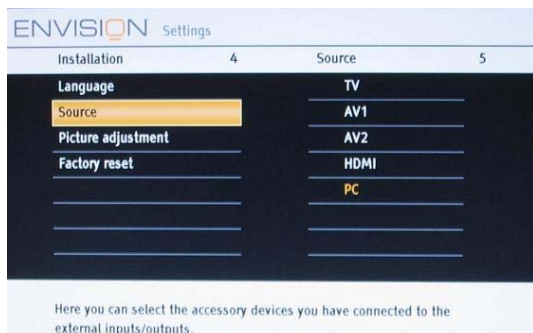 ENVISION Settings
Installation 4 Source 5
Language TV
Source AV1
Picture adjustment AV2
Factory reset HDMI
PC
Here you can select the accessory devices you have connected to the
external inputs/outputs.